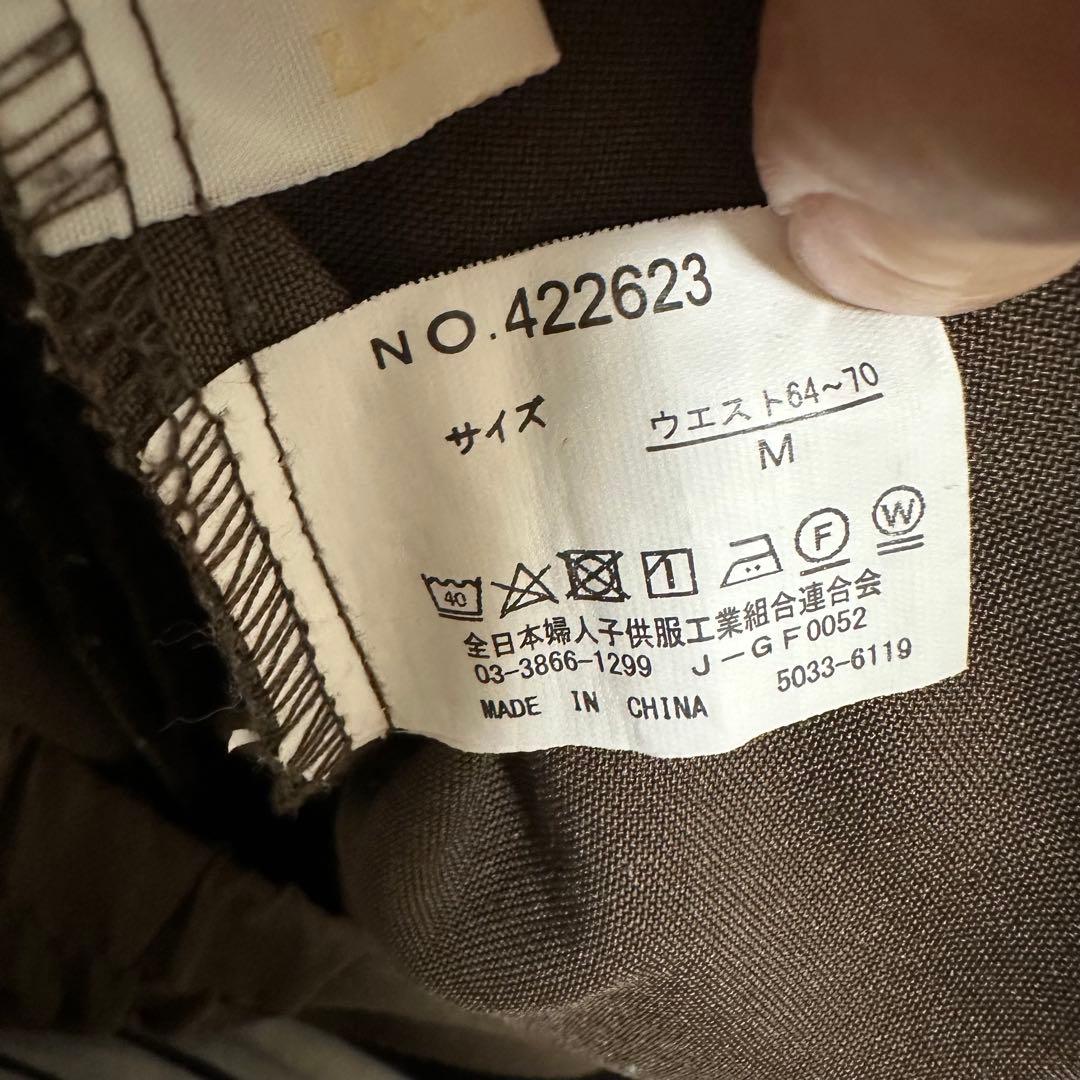 NO.422623
サイズ ウエスト64~70
M
40 F W
全日本婦人子供服工業組合連合会
03-3866-1299 J-GF0052
MADE IN CHINA 5033-6119